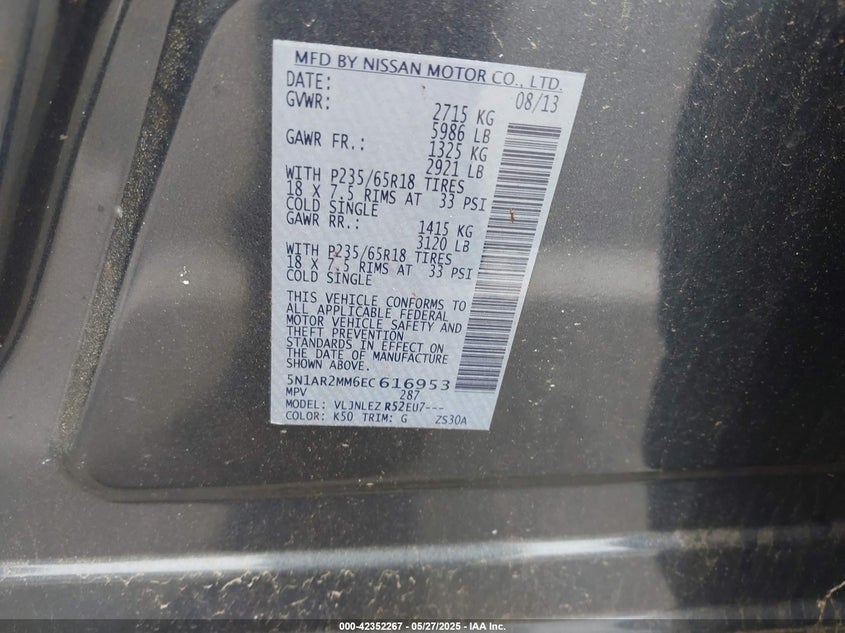 MFD BY NISSAN MOTOR CO., LTD.
DATE: 08/13
GVWR: 2715 KG
5986 LB
GAWR FR.: 1325 KG
2921 LB
WITH P235/65R18 TIRES
18 X 7.5 RIMS AT 33 PSI
COLD SINGLE
GAWR RR.: 1415 KG
3120 LB
WITH P235/65R18 TIRES
18 X 7.5 RIMS AT 33 PSI
COLD SINGLE
THIS VEHICLE CONFORMS TO
ALL APPLICABLE FEDERAL
MOTOR VEHICLE SAFETY AND
THEFT PREVENTION
STANDARDS IN EFFECT ON
THE DATE OF MANUFACTURE
SHOWN ABOVE.
5N1AR2MM6EC616953
MPV 287
MODEL: VLJNLEZ R52EU7---
COLOR: K50 TRIM: G ZS30A
000-42352267 • 05/27/2025 • IAA Inc.